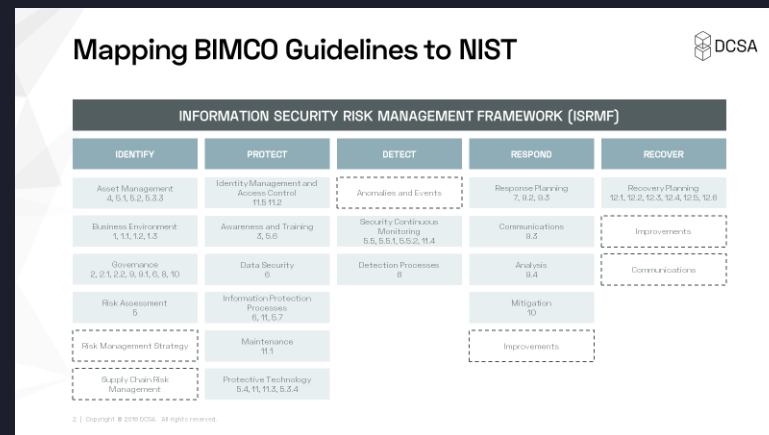 Mapping BIMCO Guidelines to NIST
DCSA
INFORMATION SECURITY RISK MANAGEMENT FRAMEWORK (ISRMF)
IDENTIFY
Asset Management
4, 5.1, 5.2, 5.3.3
Business Environment
1, 1.1, 1.2, 1.3
Governance
2, 2.1, 2.2, 9, 9.1, 6, 8, 10
Risk Assessment
5
Risk Management Strategy
Supply Chain Risk
Management
PROTECT
Identity Management and
Access Control
11.5 11.2
Awareness and Training
3, 5.6
Data Security
6
Information Protection
Processes
6, 11, 5.7
Maintenance
11.1
Protective Technology
5.4, 11, 11.3, 5.3.4
DETECT
Anomalies and Events
Security Continuous
Monitoring
5.5, 5.5.1, 5.5.2, 11.4
Detection Processes
8
RESPOND
Response Planning
7, 9.2, 9.3
Communications
9.3
Analysis
9.4
Mitigation
10
Improvements
RECOVER
Recovery Planning
12.1, 12.2, 12.3, 12.4, 12.5, 12.6
Improvements
Communications
2 | Copyright © 2019 DCSA. All rights reserved.